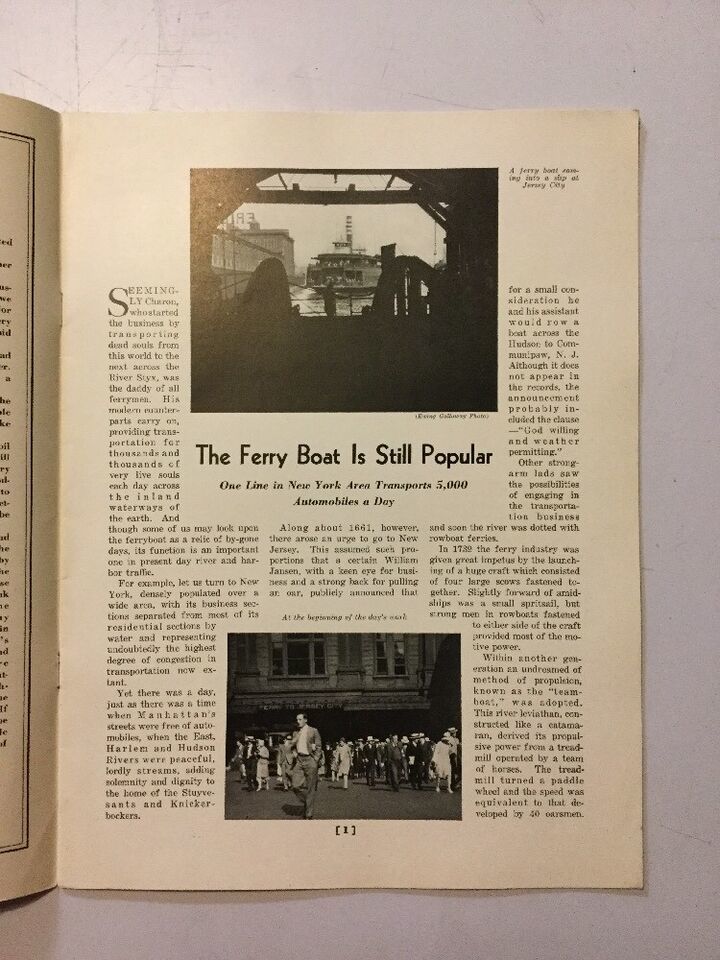 A ferry boat com-
ing into a slip at
Jersey City
(Ewing Galloway Photo)
The Ferry Boat Is Still Popular
One Line in New York Area Transports 5,000
Automobiles a Day
SEEMING-
LY Charon,
who started
the business by
transporting
dead souls from
this world to the
next across the
River Styx, was
the daddy of all
ferrymen. His
modern counter-
parts carry on,
providing trans-
portation for
thousands and
thousands of
very live souls
each day across
the inland
waterways of
the earth. And
though some of us may look upon
the ferryboat as a relic of by-gone
days, its function is an important
one in present day river and har-
bor traffic.
For example, let us turn to New
York, densely populated over a
wide area, with its business sec-
tions separated from most of its
residential sections by
water and representing
undoubtedly the highest
degree of congestion in
transportation now ex-
tant.
Yet there was a day,
just as there was a time
when Manhattan's
streets were free of auto-
mobiles, when the East,
Harlem and Hudson
Rivers were peaceful,
lordly streams, adding
solemnity and dignity to
the home of the Stuyve-
sants and Knicker-
bockers.
Along about 1661, however,
there arose an urge to go to New
Jersey. This assumed such pro-
portions that a certain William
Jansen, with a keen eye for busi-
ness and a strong back for pulling
an oar, publicly announced that
At the beginning of the day's work
FERRY TO JERSEY CITY
for a small con-
sideration he
and his assistant
would row a
boat across the
Hudson to Com-
munipaw, N. J.
Although it does
not appear in
the records, the
announcement
probably in-
cluded the clause
—"God willing
and weather
permitting."
Other strong-
arm lads saw
the possibilities
of engaging in
the transporta-
tion business
and soon the river was dotted with
rowboat ferries.
In 1732 the ferry industry was
given great impetus by the launch-
ing of a huge craft which consisted
of four large scows fastened to-
gether. Slightly forward of amid-
ships was a small spritsail, but
strong men in rowboats fastened
to either side of the craft
provided most of the mo-
tive power.
Within another gen-
eration an undreamed of
method of propulsion,
known as the "team-
boat," was adopted.
This river leviathan, con-
structed like a catama-
ran, derived its propul-
sive power from a tread-
mill operated by a team
of horses. The tread-
mill turned a paddle
wheel and the speed was
equivalent to that de-
veloped by 40 oarsmen.
[1]